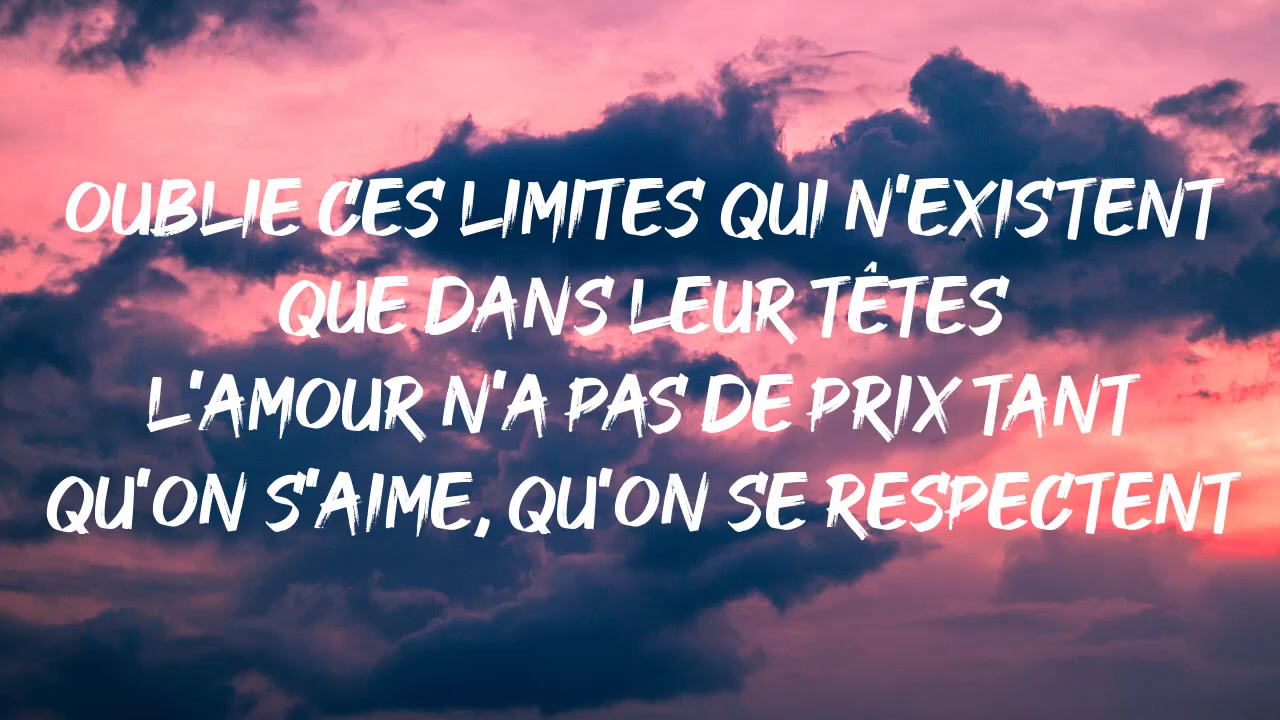 OUBLIE CES LIMITES QUI N'EXISTENT
QUE DANS LEUR TÊTES
L'AMOUR N'A PAS DE PRIX TANT
QU'ON S'AIME, QU'ON SE RESPECTENT